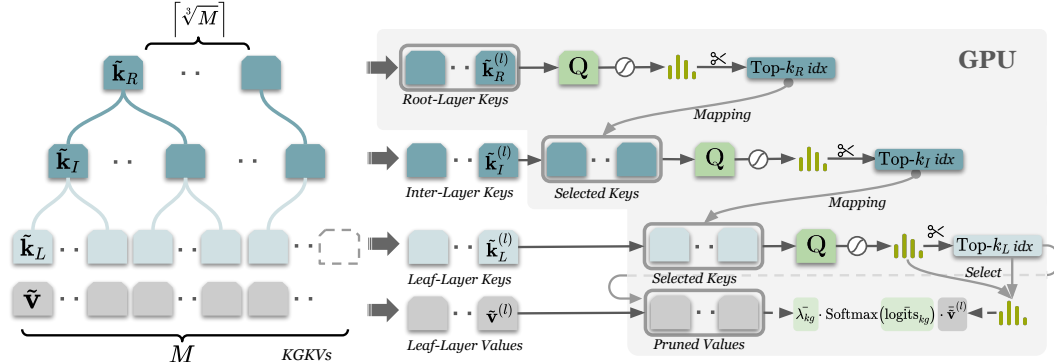 ⌈∛M⌉
k̃_R
k̃_I
k̃_L
ṽ
M
KGKVs
GPU
k̃_R^(l)
Root-Layer Keys
Q
Top-k_R idx
Mapping
k̃_I^(l)
Inter-Layer Keys
Selected Keys
Q
Top-k_I idx
Mapping
k̃_L^(l)
Leaf-Layer Keys
Selected Keys
Q
Top-k_L idx
Select
ṽ^(l)
Leaf-Layer Values
Pruned Values
λ̄_kg · Softmax(logits_kg) · ṽ̄^(l)